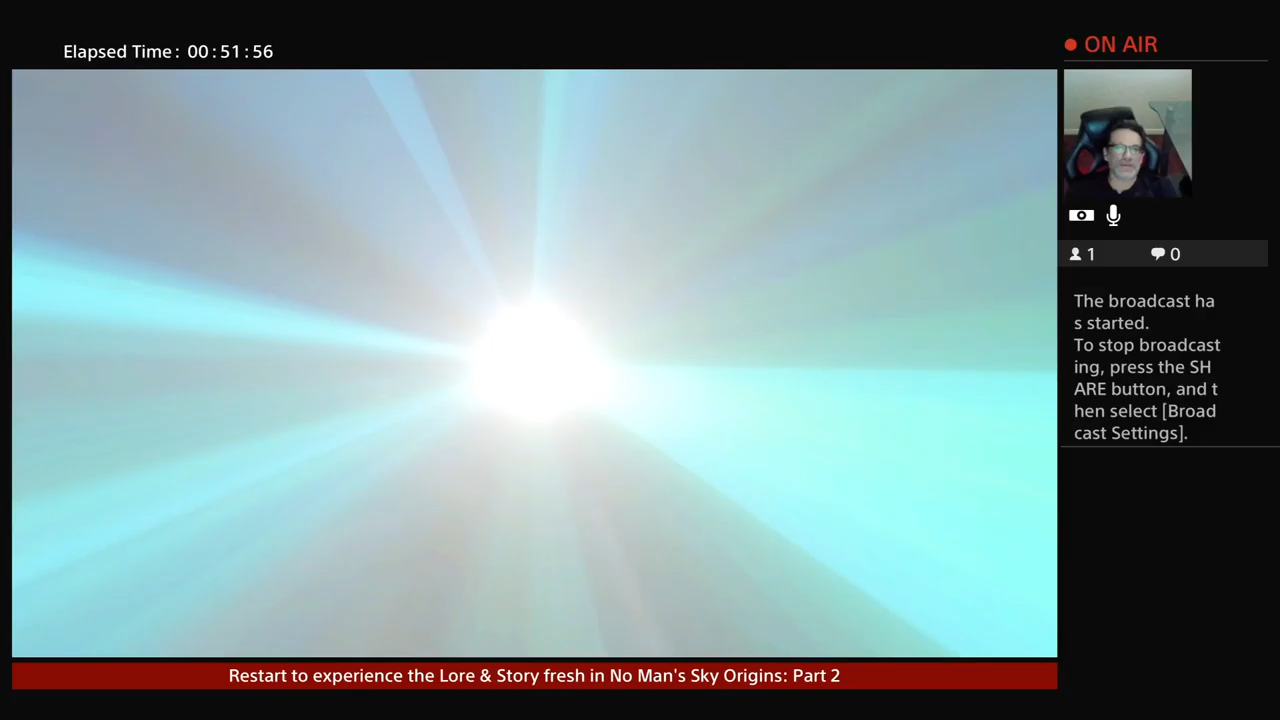 Elapsed Time: 00:51:56
ON AIR
1
0
The broadcast ha
s started.
To stop broadcast
ing, press the SH
ARE button, and t
hen select [Broad
cast Settings].
Restart to experience the Lore & Story fresh in No Man's Sky Origins: Part 2